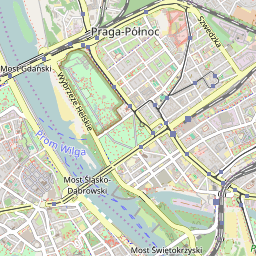 Praga-Północ
Szwedzka
Most Gdański
Wybrzeże Helskie
Prom Wilga
Most Śląsko-
Dąbrowski
Most Świętokrzyski